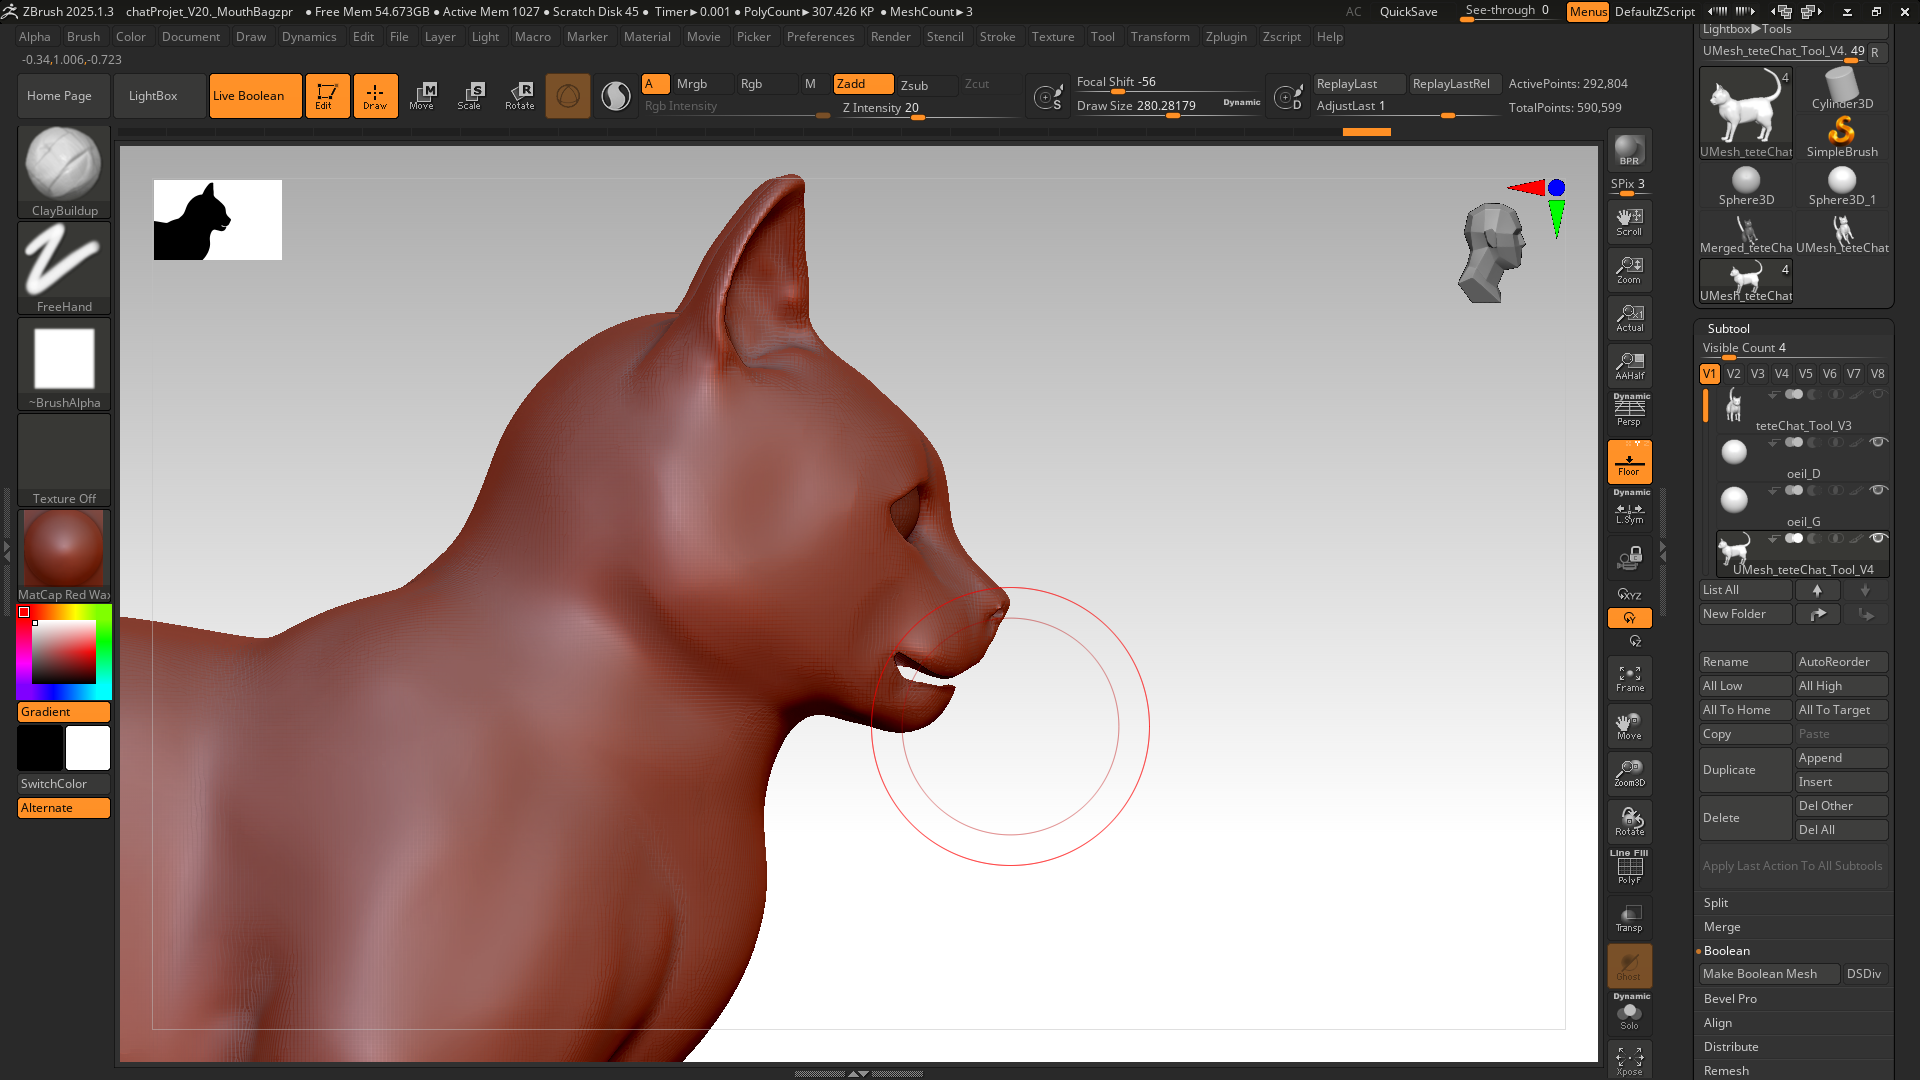 ZBrush 2025.1.3 chatProjet_V20._MouthBagzpr ● Free Mem 54.673GB ● Active Mem 1027 ● Scratch Disk 45 ● Timer►0.001 ● PolyCount►307.426 KP ● MeshCount►3 AC QuickSave See-through 0 Menus DefaultZScript
Alpha Brush Color Document Draw Dynamics Edit File Layer Light Macro Marker Material Movie Picker Preferences Render Stencil Stroke Texture Tool Transform Zplugin Zscript Help
-0.34,1.006,-0.723
Home Page LightBox Live Boolean Edit Draw Move Scale Rotate
A Mrgb Rgb M Zadd Zsub Zcut
Rgb Intensity Z Intensity 20
S Focal Shift -56
Draw Size 280.28179 Dynamic
D ReplayLast ReplayLastRel ActivePoints: 292,804
AdjustLast 1 TotalPoints: 590,599
ClayBuildup
FreeHand
~BrushAlpha
Texture Off
MatCap Red Wax
Gradient
SwitchColor
Alternate
BPR
SPix 3
Scroll
Zoom
Actual
AAHalf
Dynamic
Persp
Floor
Dynamic
L.Sym
XYZ
Y
Z
Frame
Move
Zoom3D
Rotate
Line Fill
PolyF
Transp
Ghost
Dynamic
Solo
Xpose
Lightbox►Tools
UMesh_teteChat_Tool_V4. 49 R
4
UMesh_teteChat
Cylinder3D
SimpleBrush
Sphere3D Sphere3D_1
Merged_teteCha UMesh_teteChat
4
UMesh_teteChat
Subtool
Visible Count 4
V1 V2 V3 V4 V5 V6 V7 V8
teteChat_Tool_V3
oeil_D
oeil_G
UMesh_teteChat_Tool_V4
List All
New Folder
Rename AutoReorder
All Low All High
All To Home All To Target
Copy Paste
Duplicate Append
Insert
Delete Del Other
Del All
Apply Last Action To All Subtools
Split
Merge
Boolean
Make Boolean Mesh DSDiv
Bevel Pro
Align
Distribute
Remesh